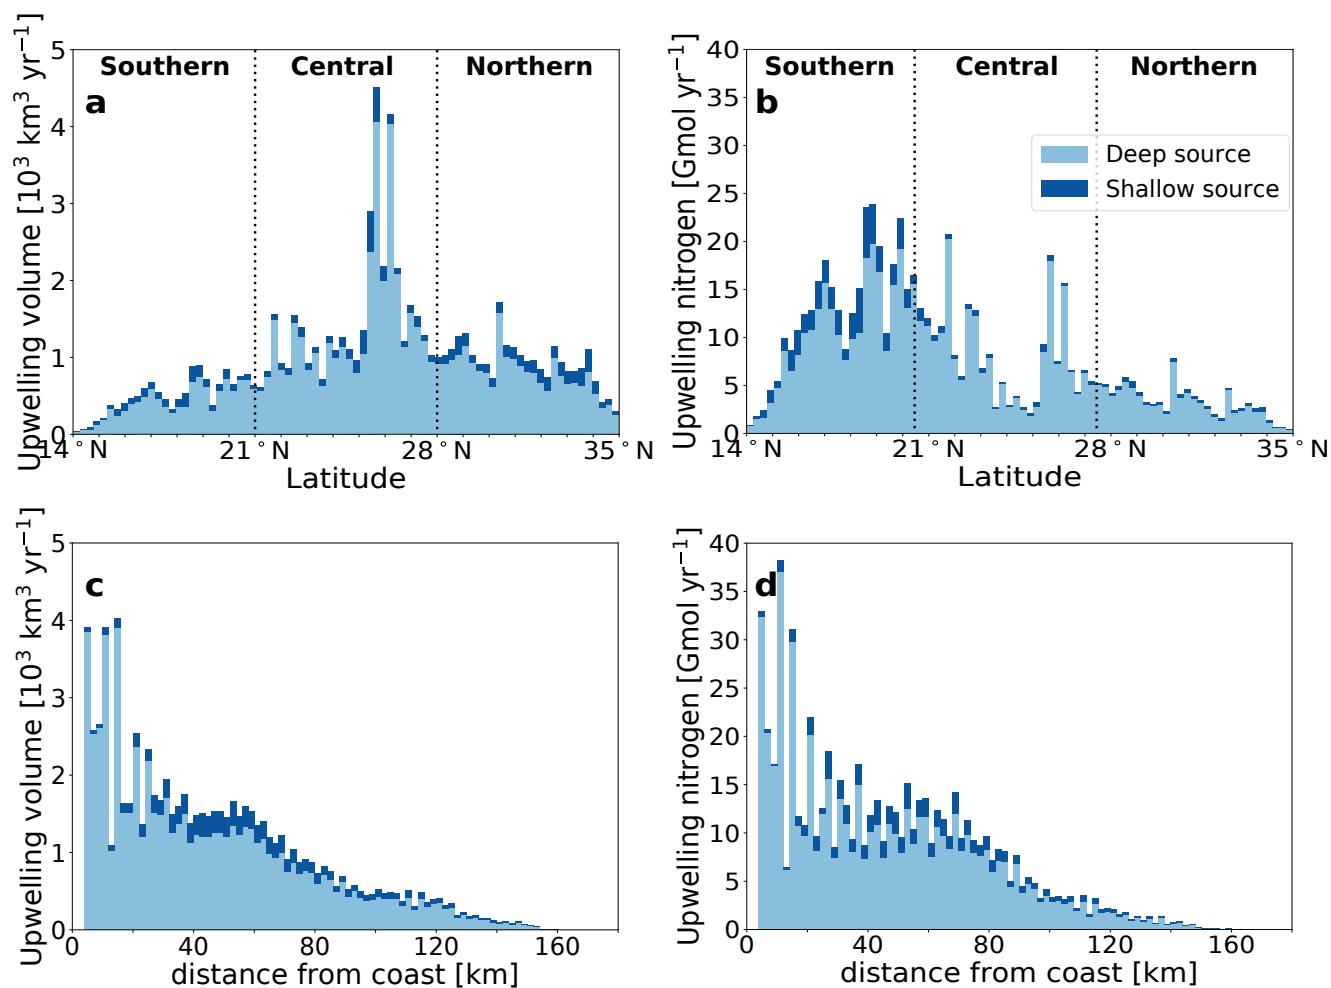 Upwelling volume [10³ km³ yr⁻¹]
5
4
3
2
1
0
Southern Central Northern
a
14°N 21°N 28°N 35°N
Latitude
Upwelling nitrogen [Gmol yr⁻¹]
40
35
30
25
20
15
10
5
0
Southern Central Northern
b
Deep source
Shallow source
14°N 21°N 28°N 35°N
Latitude
Upwelling volume [10³ km³ yr⁻¹]
5
4
3
2
1
0
c
0 40 80 120 160
distance from coast [km]
Upwelling nitrogen [Gmol yr⁻¹]
40
35
30
25
20
15
10
5
0
d
0 40 80 120 160
distance from coast [km]